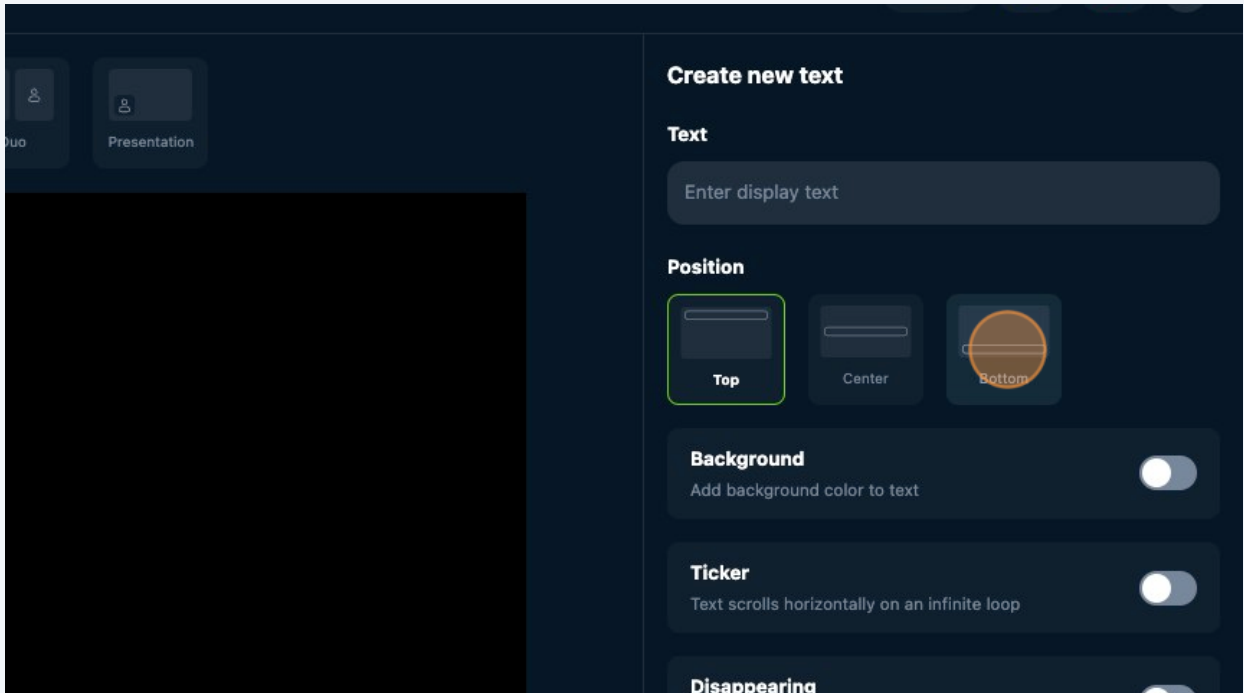 Create new text
Duo
Presentation
Text
Enter display text
Position
Top
Center
Bottom
Background
Add background color to text
Ticker
Text scrolls horizontally on an infinite loop
Disappearing